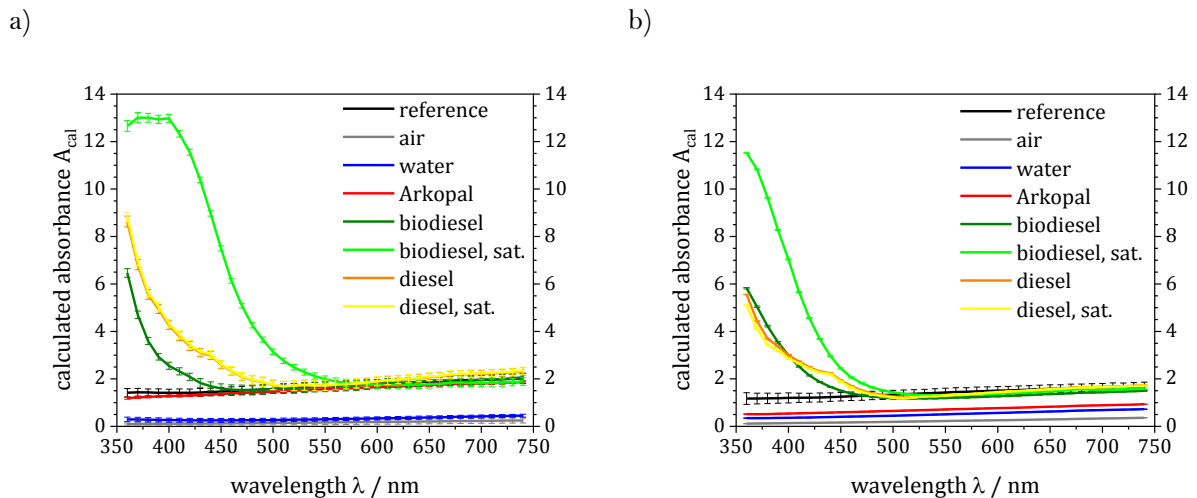 a)
14
12
10
8
6
4
2
0
14
12
10
8
6
4
2
0
350 400 450 500 550 600 650 700 750
calculated absorbance A_cal
wavelength λ / nm
reference
air
water
Arkopal
biodiesel
biodiesel, sat.
diesel
diesel, sat.
b)
14
12
10
8
6
4
2
0
14
12
10
8
6
4
2
0
350 400 450 500 550 600 650 700 750
calculated absorbance A_cal
wavelength λ / nm
reference
air
water
Arkopal
biodiesel
biodiesel, sat.
diesel
diesel, sat.